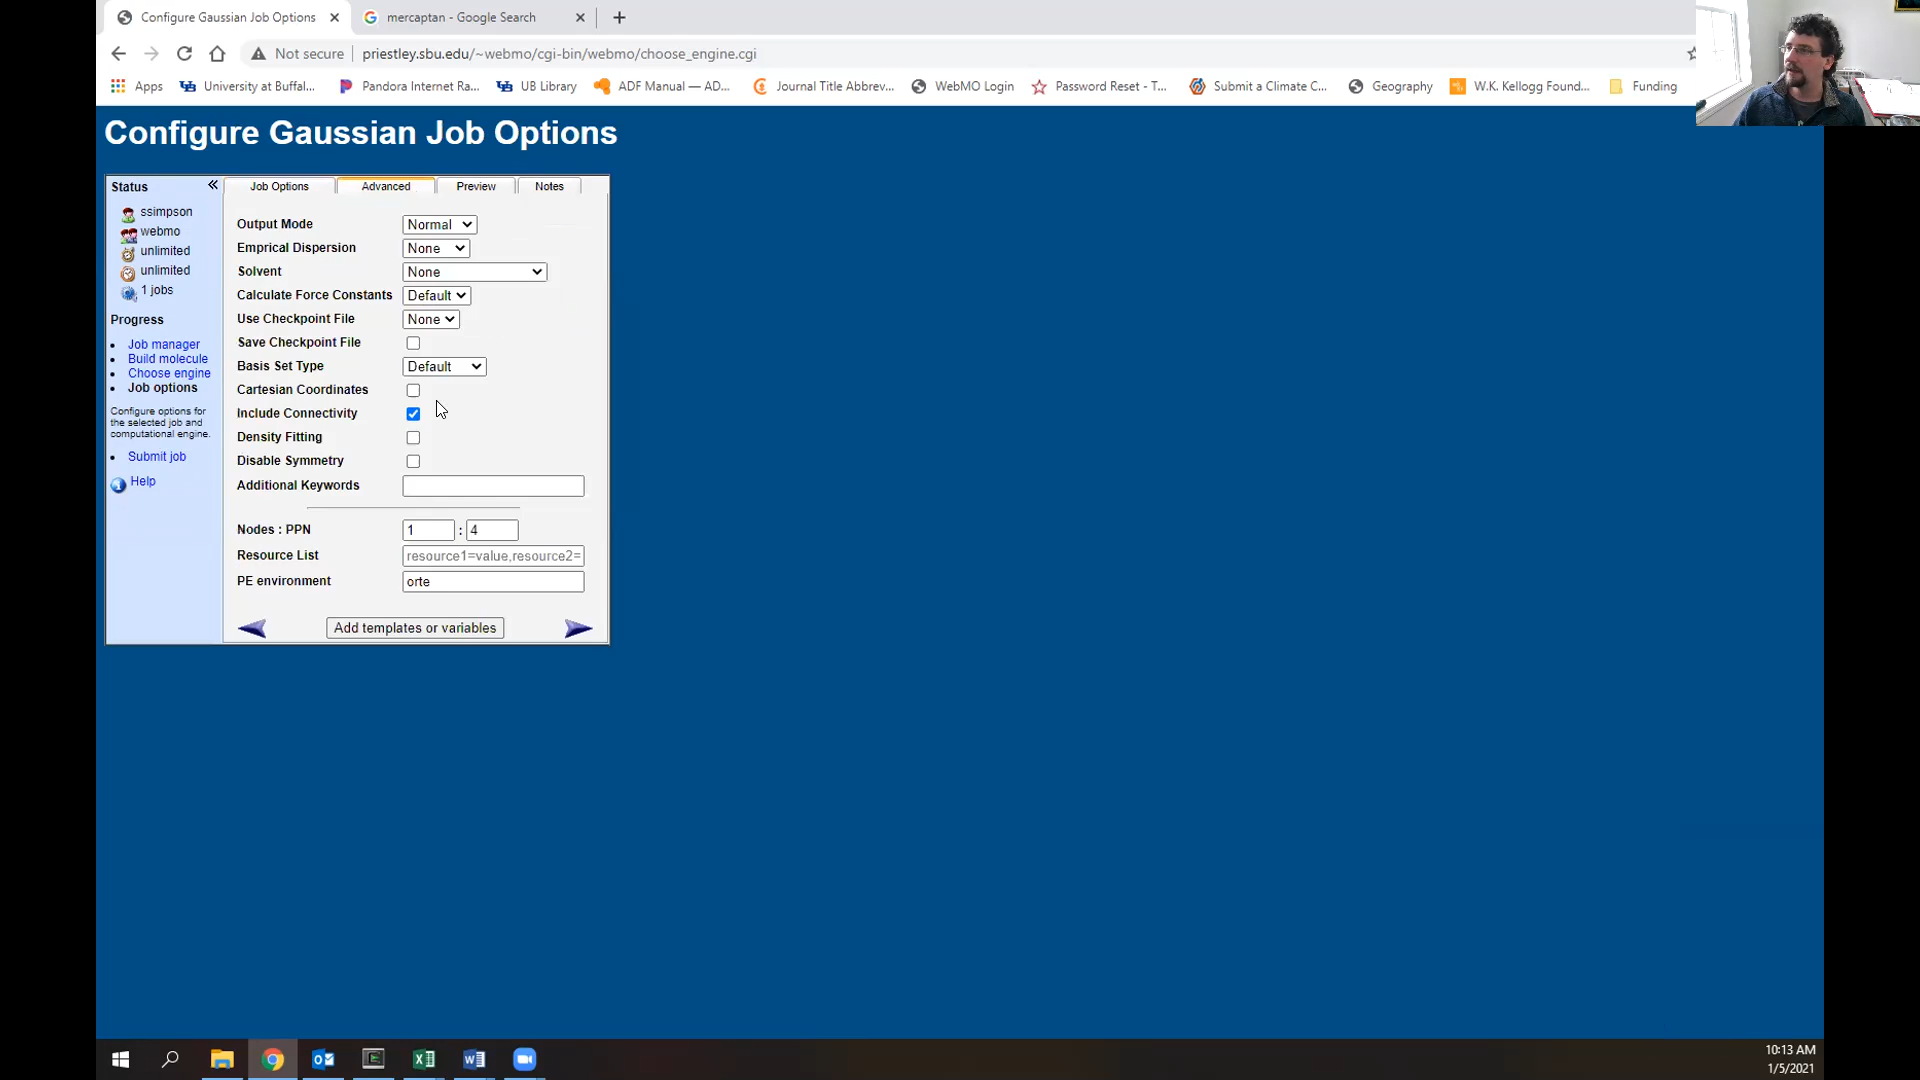 Configure Gaussian Job Options
mercaptan - Google Search
Not secure
priestley.sbu.edu/~webmo/cgi-bin/webmo/choose_engine.cgi
Apps
University at Buffal...
Pandora Internet Ra...
UB Library
ADF Manual — AD...
Journal Title Abbrev...
WebMO Login
Password Reset - T...
Submit a Climate C...
Geography
W.K. Kellogg Found...
Funding
Configure Gaussian Job Options
Status
ssimpson
webmo
unlimited
unlimited
1 jobs
Progress
Job manager
Build molecule
Choose engine
Job options
Configure options for
the selected job and
computational engine.
Submit job
Help
Job Options
Advanced
Preview
Notes
Output Mode Normal
Emprical Dispersion None
Solvent None
Calculate Force Constants Default
Use Checkpoint File None
Save Checkpoint File
Basis Set Type Default
Cartesian Coordinates
Include Connectivity
Density Fitting
Disable Symmetry
Additional Keywords
Nodes : PPN 1 : 4
Resource List resource1=value,resource2=
PE environment orte
Add templates or variables
10:13 AM
1/5/2021